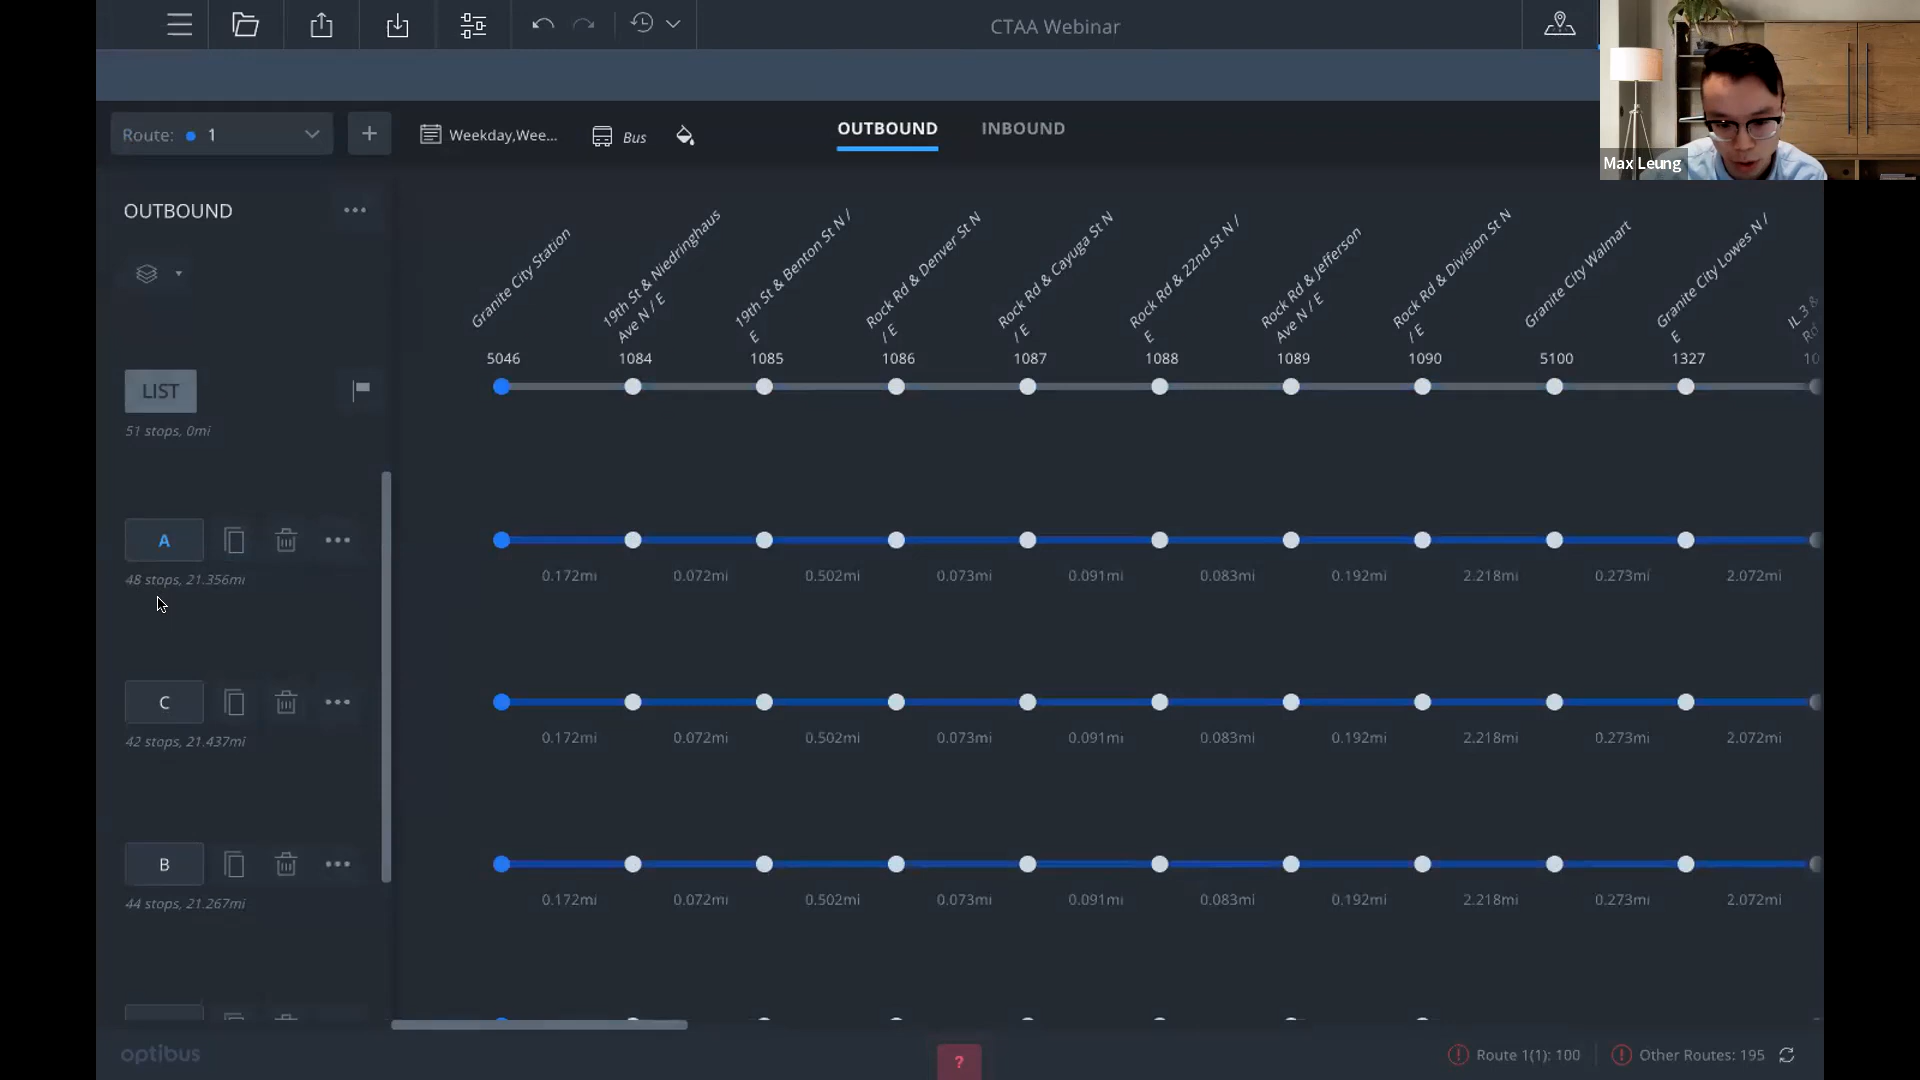 CTAA Webinar
Max Leung
Route: 1
Weekday,Wee...
Bus
OUTBOUND
INBOUND
OUTBOUND
Granite City Station
19th St & Niedringhaus
Ave N / E
19th St & Benton St N /
E
Rock Rd & Denver St N
/ E
Rock Rd & Cayuga St N
/ E
Rock Rd & 22nd St N /
E
Rock Rd & Jefferson
Ave N / E
Rock Rd & Division St N
/ E
Granite City Walmart
Granite City Lowes N /
E
IL 3 &
Rd
5046 1084 1085 1086 1087 1088 1089 1090 5100 1327 10
LIST
51 stops, 0mi
A
48 stops, 21.356mi
0.172mi 0.072mi 0.502mi 0.073mi 0.091mi 0.083mi 0.192mi 2.218mi 0.273mi 2.072mi
C
42 stops, 21.437mi
0.172mi 0.072mi 0.502mi 0.073mi 0.091mi 0.083mi 0.192mi 2.218mi 0.273mi 2.072mi
B
44 stops, 21.267mi
0.172mi 0.072mi 0.502mi 0.073mi 0.091mi 0.083mi 0.192mi 2.218mi 0.273mi 2.072mi
optibus
?
Route 1(1): 100
Other Routes: 195